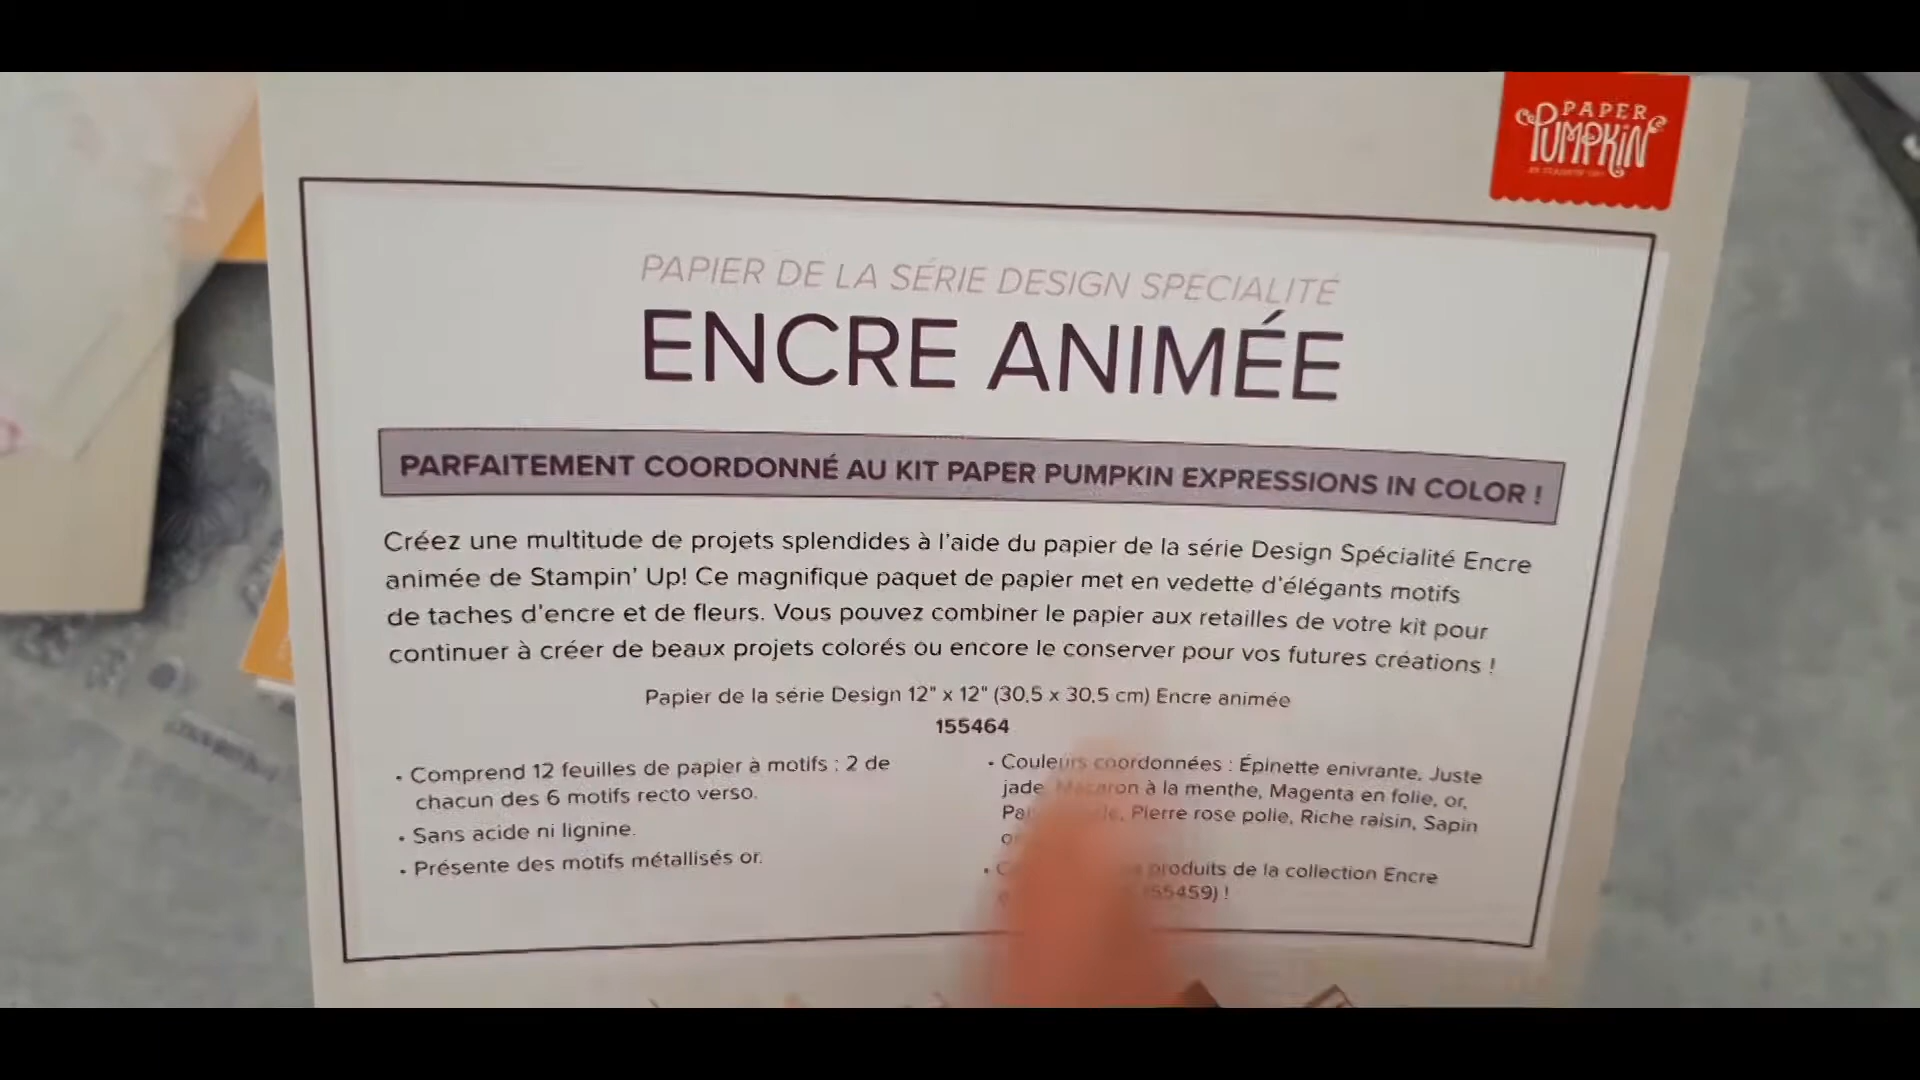 PAPER
PUMPKIN
PAPIER DE LA SÉRIE DESIGN SPÉCIALITÉ
ENCRE ANIMÉE
PARFAITEMENT COORDONNÉ AU KIT PAPER PUMPKIN EXPRESSIONS IN COLOR !
Créez une multitude de projets splendides à l'aide du papier de la série Design Spécialité Encre
animée de Stampin' Up! Ce magnifique paquet de papier met en vedette d'élégants motifs
de taches d'encre et de fleurs. Vous pouvez combiner le papier aux retailles de votre kit pour
continuer à créer de beaux projets colorés ou encore le conserver pour vos futures créations !
Papier de la série Design 12" x 12" (30,5 x 30,5 cm) Encre animée
155464
• Comprend 12 feuilles de papier à motifs : 2 de
chacun des 6 motifs recto verso.
• Sans acide ni lignine.
• Présente des motifs métallisés or.
• Couleurs coordonnées : Épinette enivrante, Juste
jade, Macaron à la menthe, Magenta en folie, or,
Pierre rose polie, Riche raisin, Sapin
produits de la collection Encre
155459) !